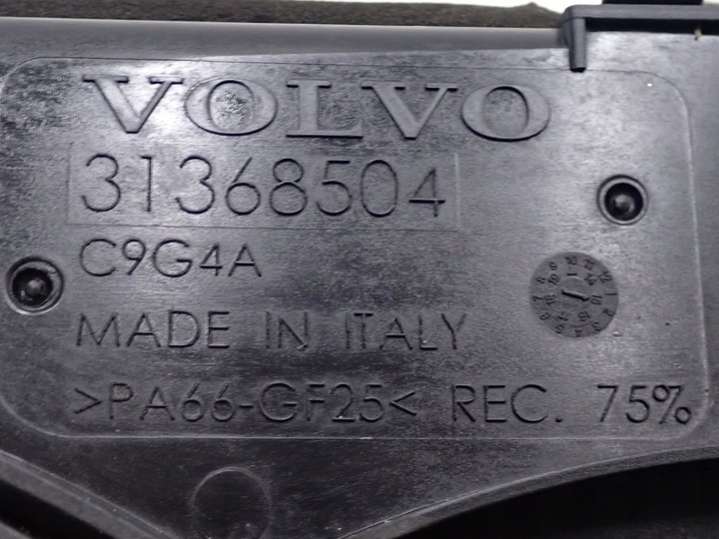 VOLVO
31368504
C9G4A
MADE IN ITALY
>PA66-GF25< REC. 75%